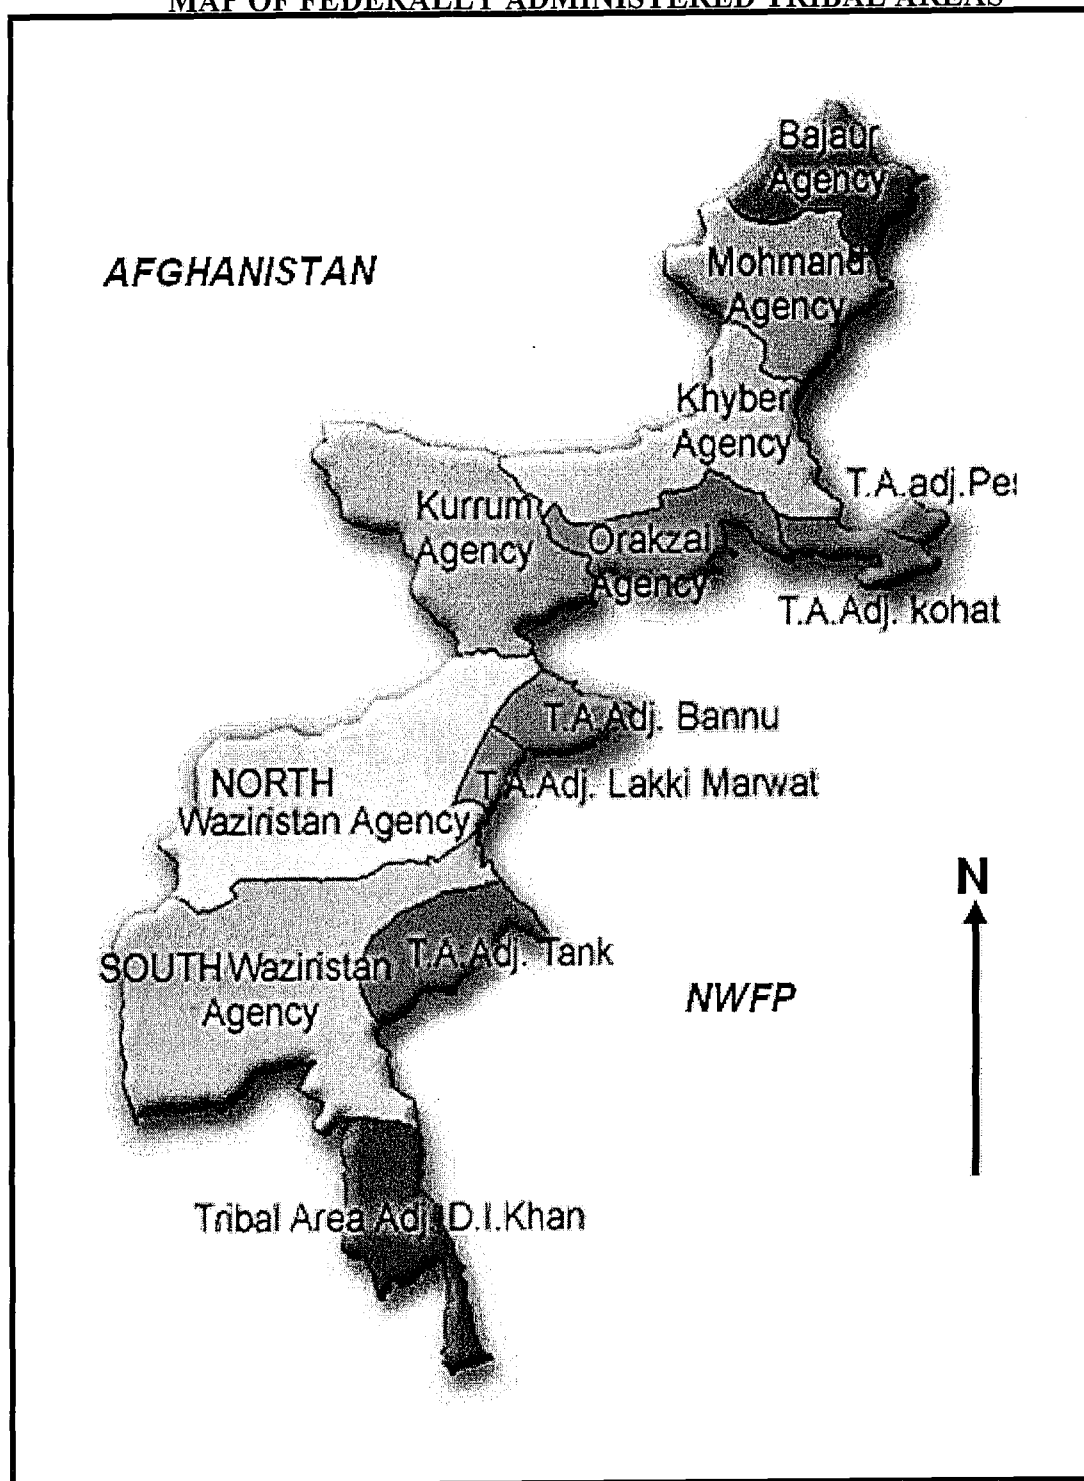 MAP OF FEDERALLY ADMINISTERED TRIBAL AREAS
Bajaur
Agency
AFGHANISTAN
Mohmand
Agency
Khyber
Agency
T.A.adj.Pe
Kurrum
Agency
Orakzai
Agency
T.A.Adj. kohat
T.A.Adj. Bannu
T.A.Adj. Lakki Marwat
NORTH
Waziristan Agency
N
T.A.Adj. Tank
SOUTH Waziristan
Agency
NWFP
Tribal Area Adj.D.I.Khan